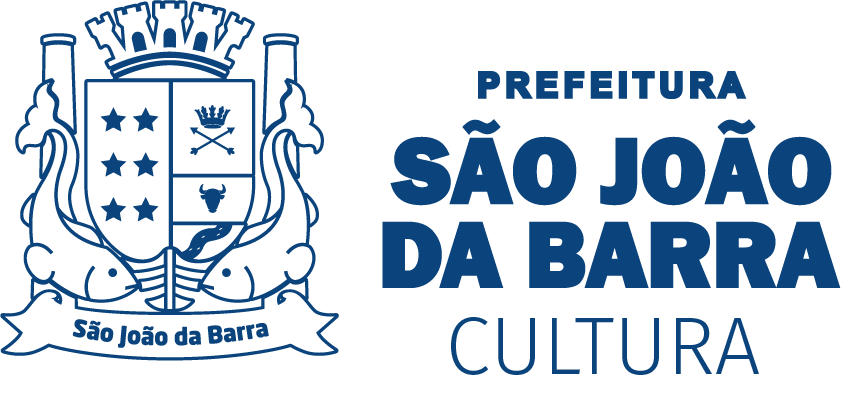 São João da Barra
PREFEITURA
SÃO JOÃO
DA BARRA
CULTURA